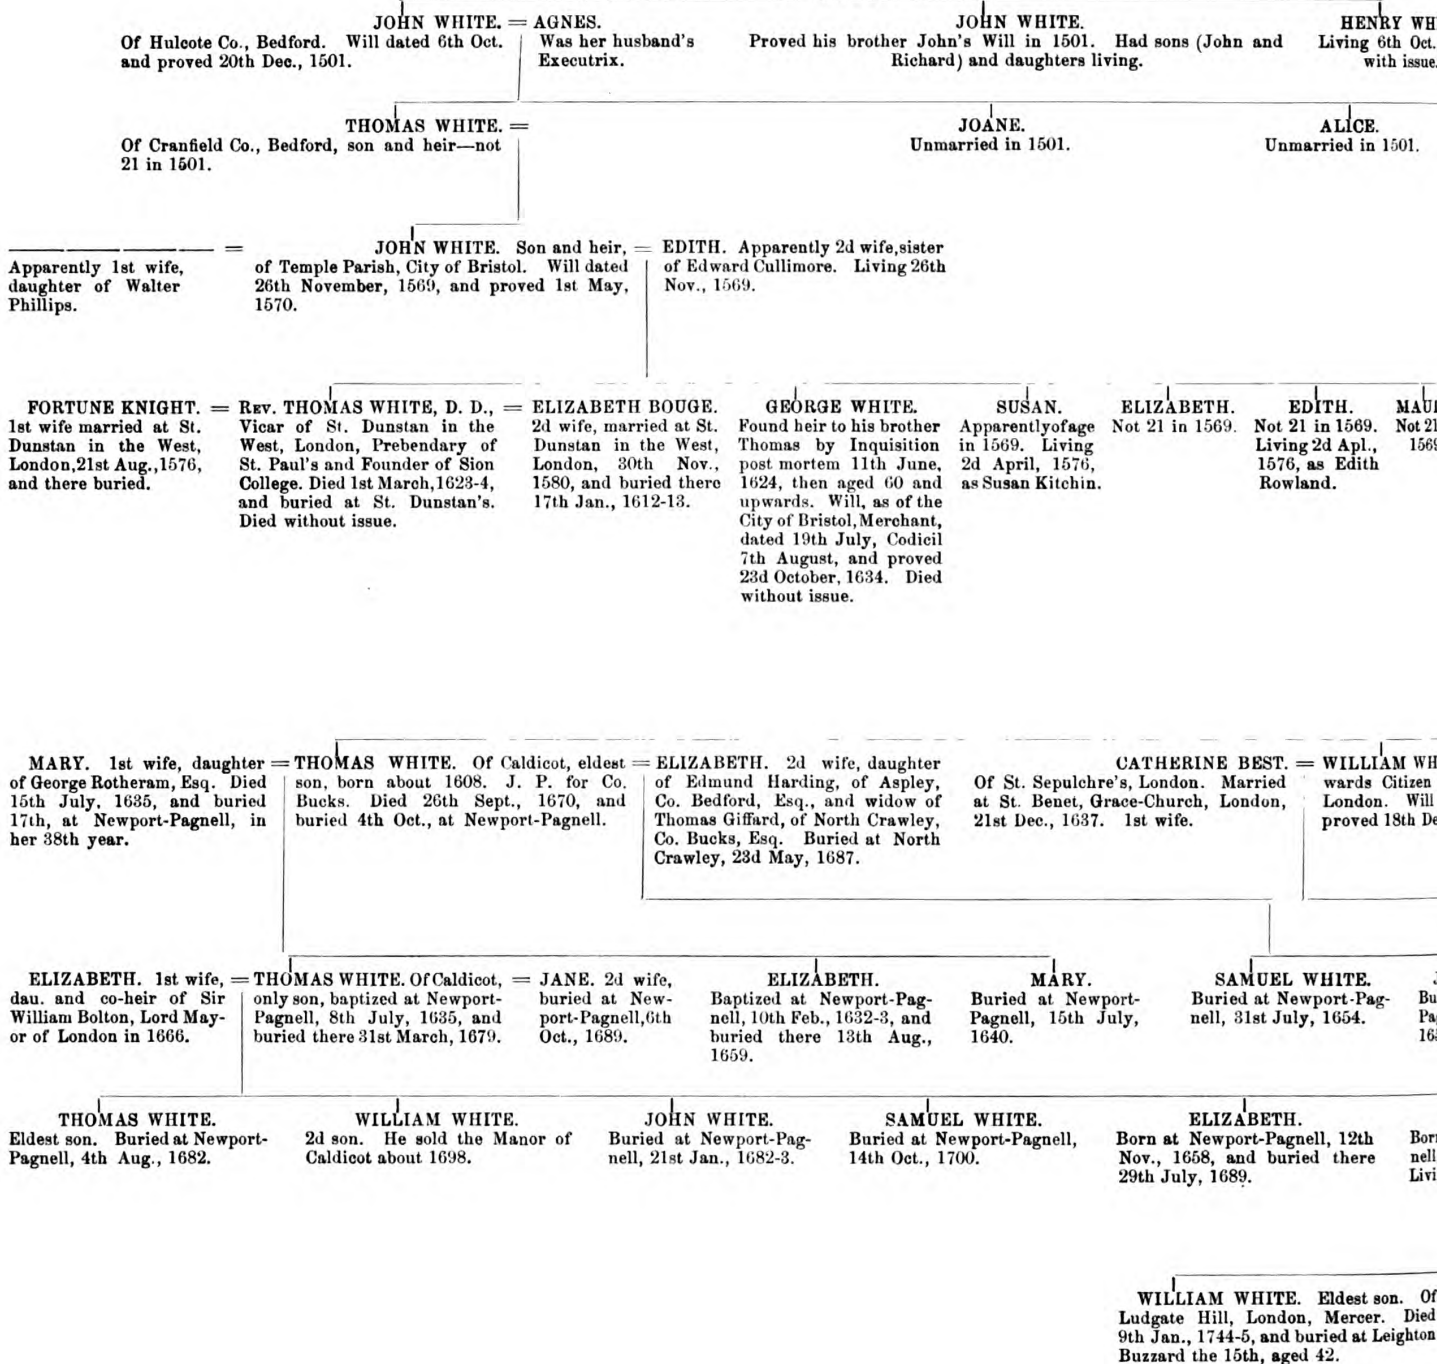 JOHN WHITE. = AGNES.
Of Hulcote Co., Bedford. Will dated 6th Oct.
and proved 20th Dec., 1501.
Was her husband's
Executrix.
JOHN WHITE.
Proved his brother John's Will in 1501. Had sons (John and
Richard) and daughters living.
HENRY
Living 6th Oct.
with issue.
THOMAS WHITE. =
Of Cranfield Co., Bedford, son and heir—not
21 in 1501.
JOANE.
Unmarried in 1501.
ALICE.
Unmarried in 1501.
=
Apparently 1st wife,
daughter of Walter
Phillips.
JOHN WHITE. Son and heir, =
of Temple Parish, City of Bristol. Will dated
26th November, 1569, and proved 1st May,
1570.
EDITH. Apparently 2d wife,sister
of Edward Cullimore. Living 26th
Nov., 1569.
FORTUNE KNIGHT. =
1st wife married at St.
Dunstan in the West,
London,21st Aug.,1576,
and there buried.
REV. THOMAS WHITE, D. D., =
Vicar of St. Dunstan in the
West, London, Prebendary of
St. Paul's and Founder of Sion
College. Died 1st March,1623-4,
and buried at St. Dunstan's.
Died without issue.
ELIZABETH BOUGE.
2d wife, married at St.
Dunstan in the West,
London, 30th Nov.,
1580, and buried there
17th Jan., 1612-13.
GEORGE WHITE.
Found heir to his brother
Thomas by Inquisition
post mortem 11th June,
1624, then aged 60 and
upwards. Will, as of the
City of Bristol, Merchant,
dated 19th July, Codicil
7th August, and proved
23d October, 1634. Died
without issue.
SUSAN.
Apparentlyofage
in 1569. Living
2d April, 1576,
as Susan Kitchin.
ELIZABETH.
Not 21 in 1569.
EDITH.
Not 21 in 1569.
Living 2d Apl.,
1576, as Edith
Rowland.
Not 21
MARY. 1st wife, daughter =
of George Rotheram, Esq. Died
15th July, 1635, and buried
17th, at Newport-Pagnell, in
her 38th year.
THOMAS WHITE. Of Caldicot, eldest =
son, born about 1608. J. P. for Co.
Bucks. Died 26th Sept., 1670, and
buried 4th Oct., at Newport-Pagnell.
ELIZABETH. 2d wife, daughter
of Edmund Harding, of Aspley,
Co. Bedford, Esq., and widow of
Thomas Giffard, of North Crawley,
Co. Bucks, Esq. Buried at North
Crawley, 23d May, 1687.
CATHERINE BEST. =
Of St. Sepulchre's, London. Married
at St. Benet, Grace-Church, London,
21st Dec., 1637. 1st wife.
WILLIAM
wards Citizen
London. Will
proved 18th
ELIZABETH. 1st wife, =
dau. and co-heir of Sir
William Bolton, Lord May-
or of London in 1666.
THOMAS WHITE. Of Caldicot, =
only son, baptized at Newport-
Pagnell, 8th July, 1635, and
buried there 31st March, 1679.
JANE. 2d wife,
buried at New-
port-Pagnell,6th
Oct., 1689.
ELIZABETH.
Baptized at Newport-Pag-
nell, 10th Feb., 1632-3, and
buried there 13th Aug.,
1659.
MARY.
Buried at Newport-
Pagnell, 15th July,
1640.
SAMUEL WHITE.
Buried at Newport-Pag-
nell, 31st July, 1654.
THOMAS WHITE.
Eldest son. Buried at Newport-
Pagnell, 4th Aug., 1682.
WILLIAM WHITE.
2d son. He sold the Manor of
Caldicot about 1698.
JOHN WHITE.
Buried at Newport-Pag-
nell, 21st Jan., 1682-3.
SAMUEL WHITE.
Buried at Newport-Pagnell,
14th Oct., 1700.
ELIZABETH.
Born at Newport-Pagnell, 12th
Nov., 1658, and buried there
29th July, 1689.
nell
WILLIAM WHITE. Eldest son. Of
Ludgate Hill, London, Mercer. Died
9th Jan., 1744-5, and buried at Leighton
Buzzard the 15th, aged 42.